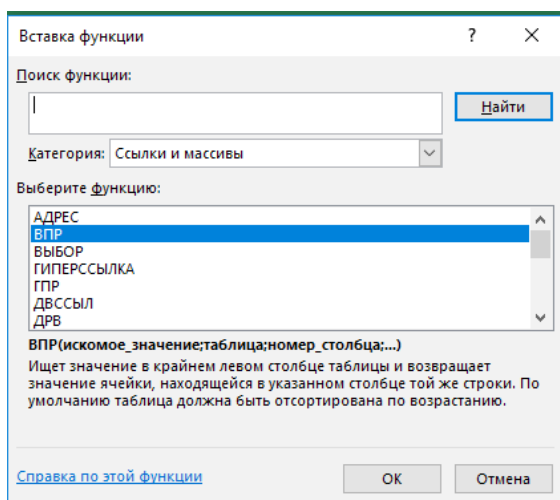 Вставка функции ? ×
Поиск функции:
Найти
Категория: Ссылки и массивы
Выберите функцию:
АДРЕС
ВПР
ВЫБОР
ГИПЕРССЫЛКА
ГПР
ДВССЫЛ
ДРВ
ВПР(искомое_значение;таблица;номер_столбца;...)
Ищет значение в крайнем левом столбце таблицы и возвращает
значение ячейки, находящейся в указанном столбце той же строки. По
умолчанию таблица должна быть отсортирована по возрастанию.
Справка по этой функции
ОК Отмена